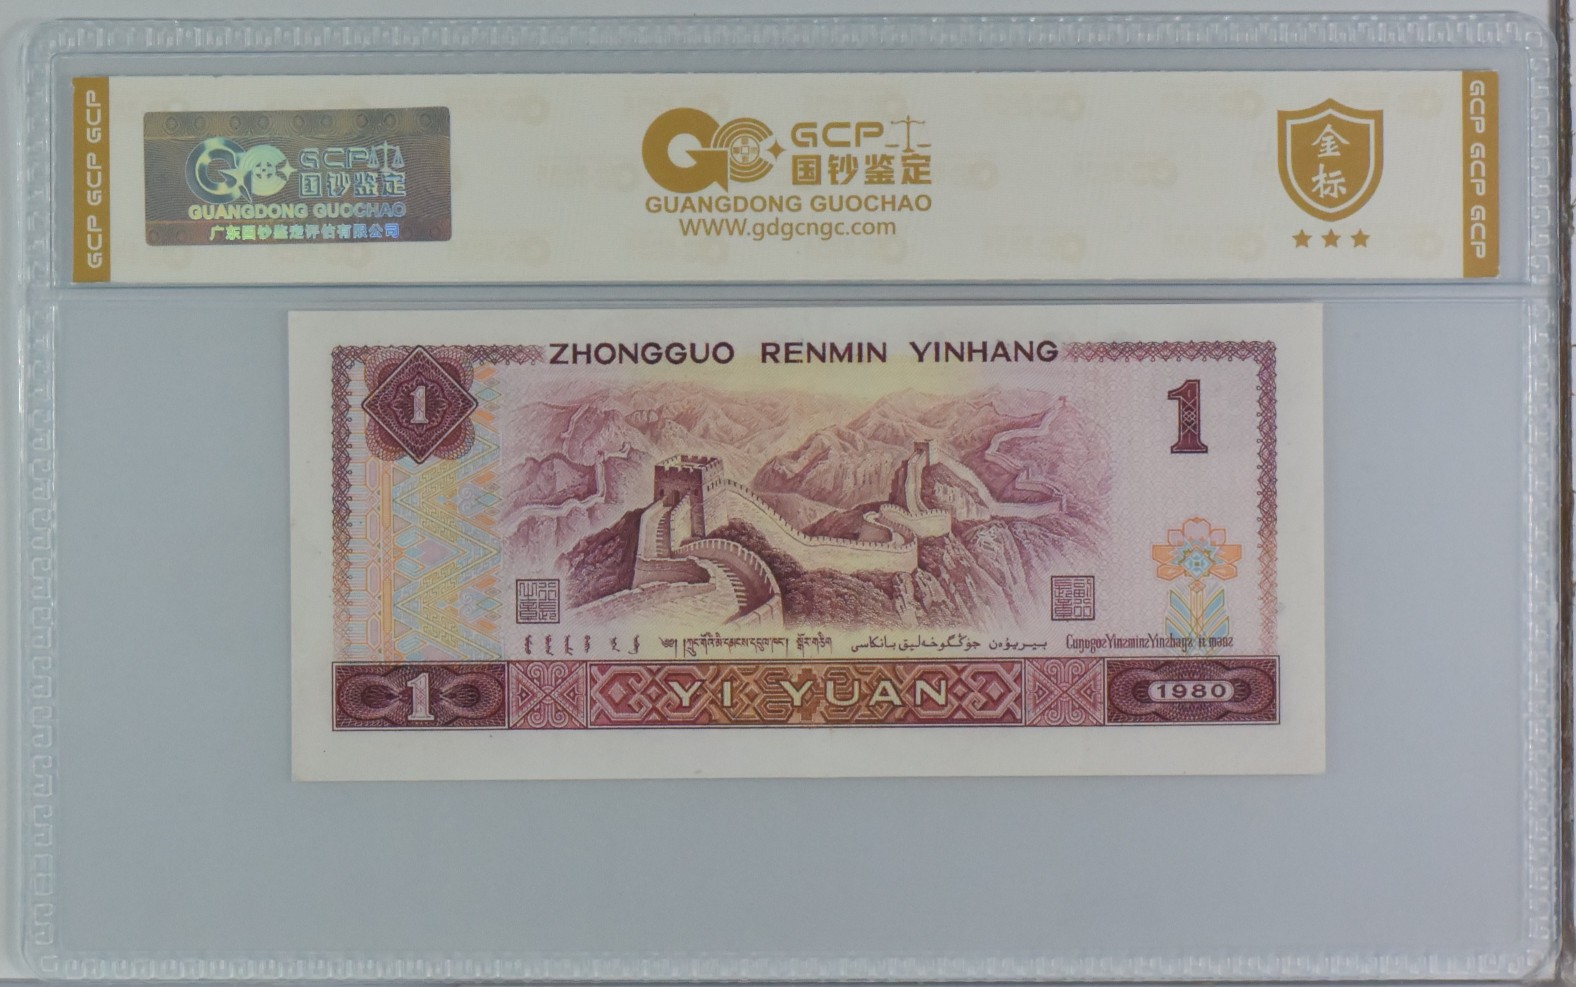 GCP GCP GCP
GCP
国钞鉴定
GUANGDONG GUOCHAO
广东国钞鉴定评估有限公司
GCP
国钞鉴定
GUANGDONG GUOCHAO
WWW.gdgcngc.com
金
标
GCP GCP GCP
ZHONGGUO RENMIN YINHANG
1
1
YI YUAN
1
1980